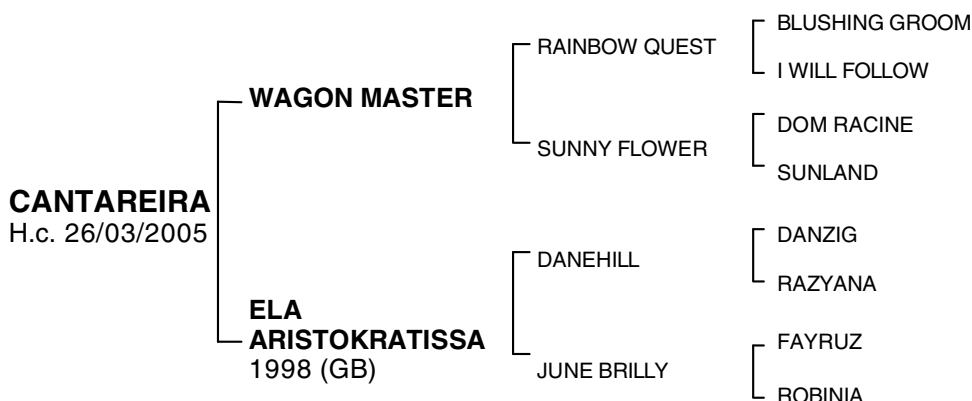 CANTAREIRA
H.c. 26/03/2005
WAGON MASTER
RAINBOW QUEST
BLUSHING GROOM
I WILL FOLLOW
SUNNY FLOWER
DOM RACINE
SUNLAND
ELA
ARISTOKRATISSA
1998 (GB)
DANEHILL
DANZIG
RAZYANA
JUNE BRILLY
FAYRUZ
ROBINIA